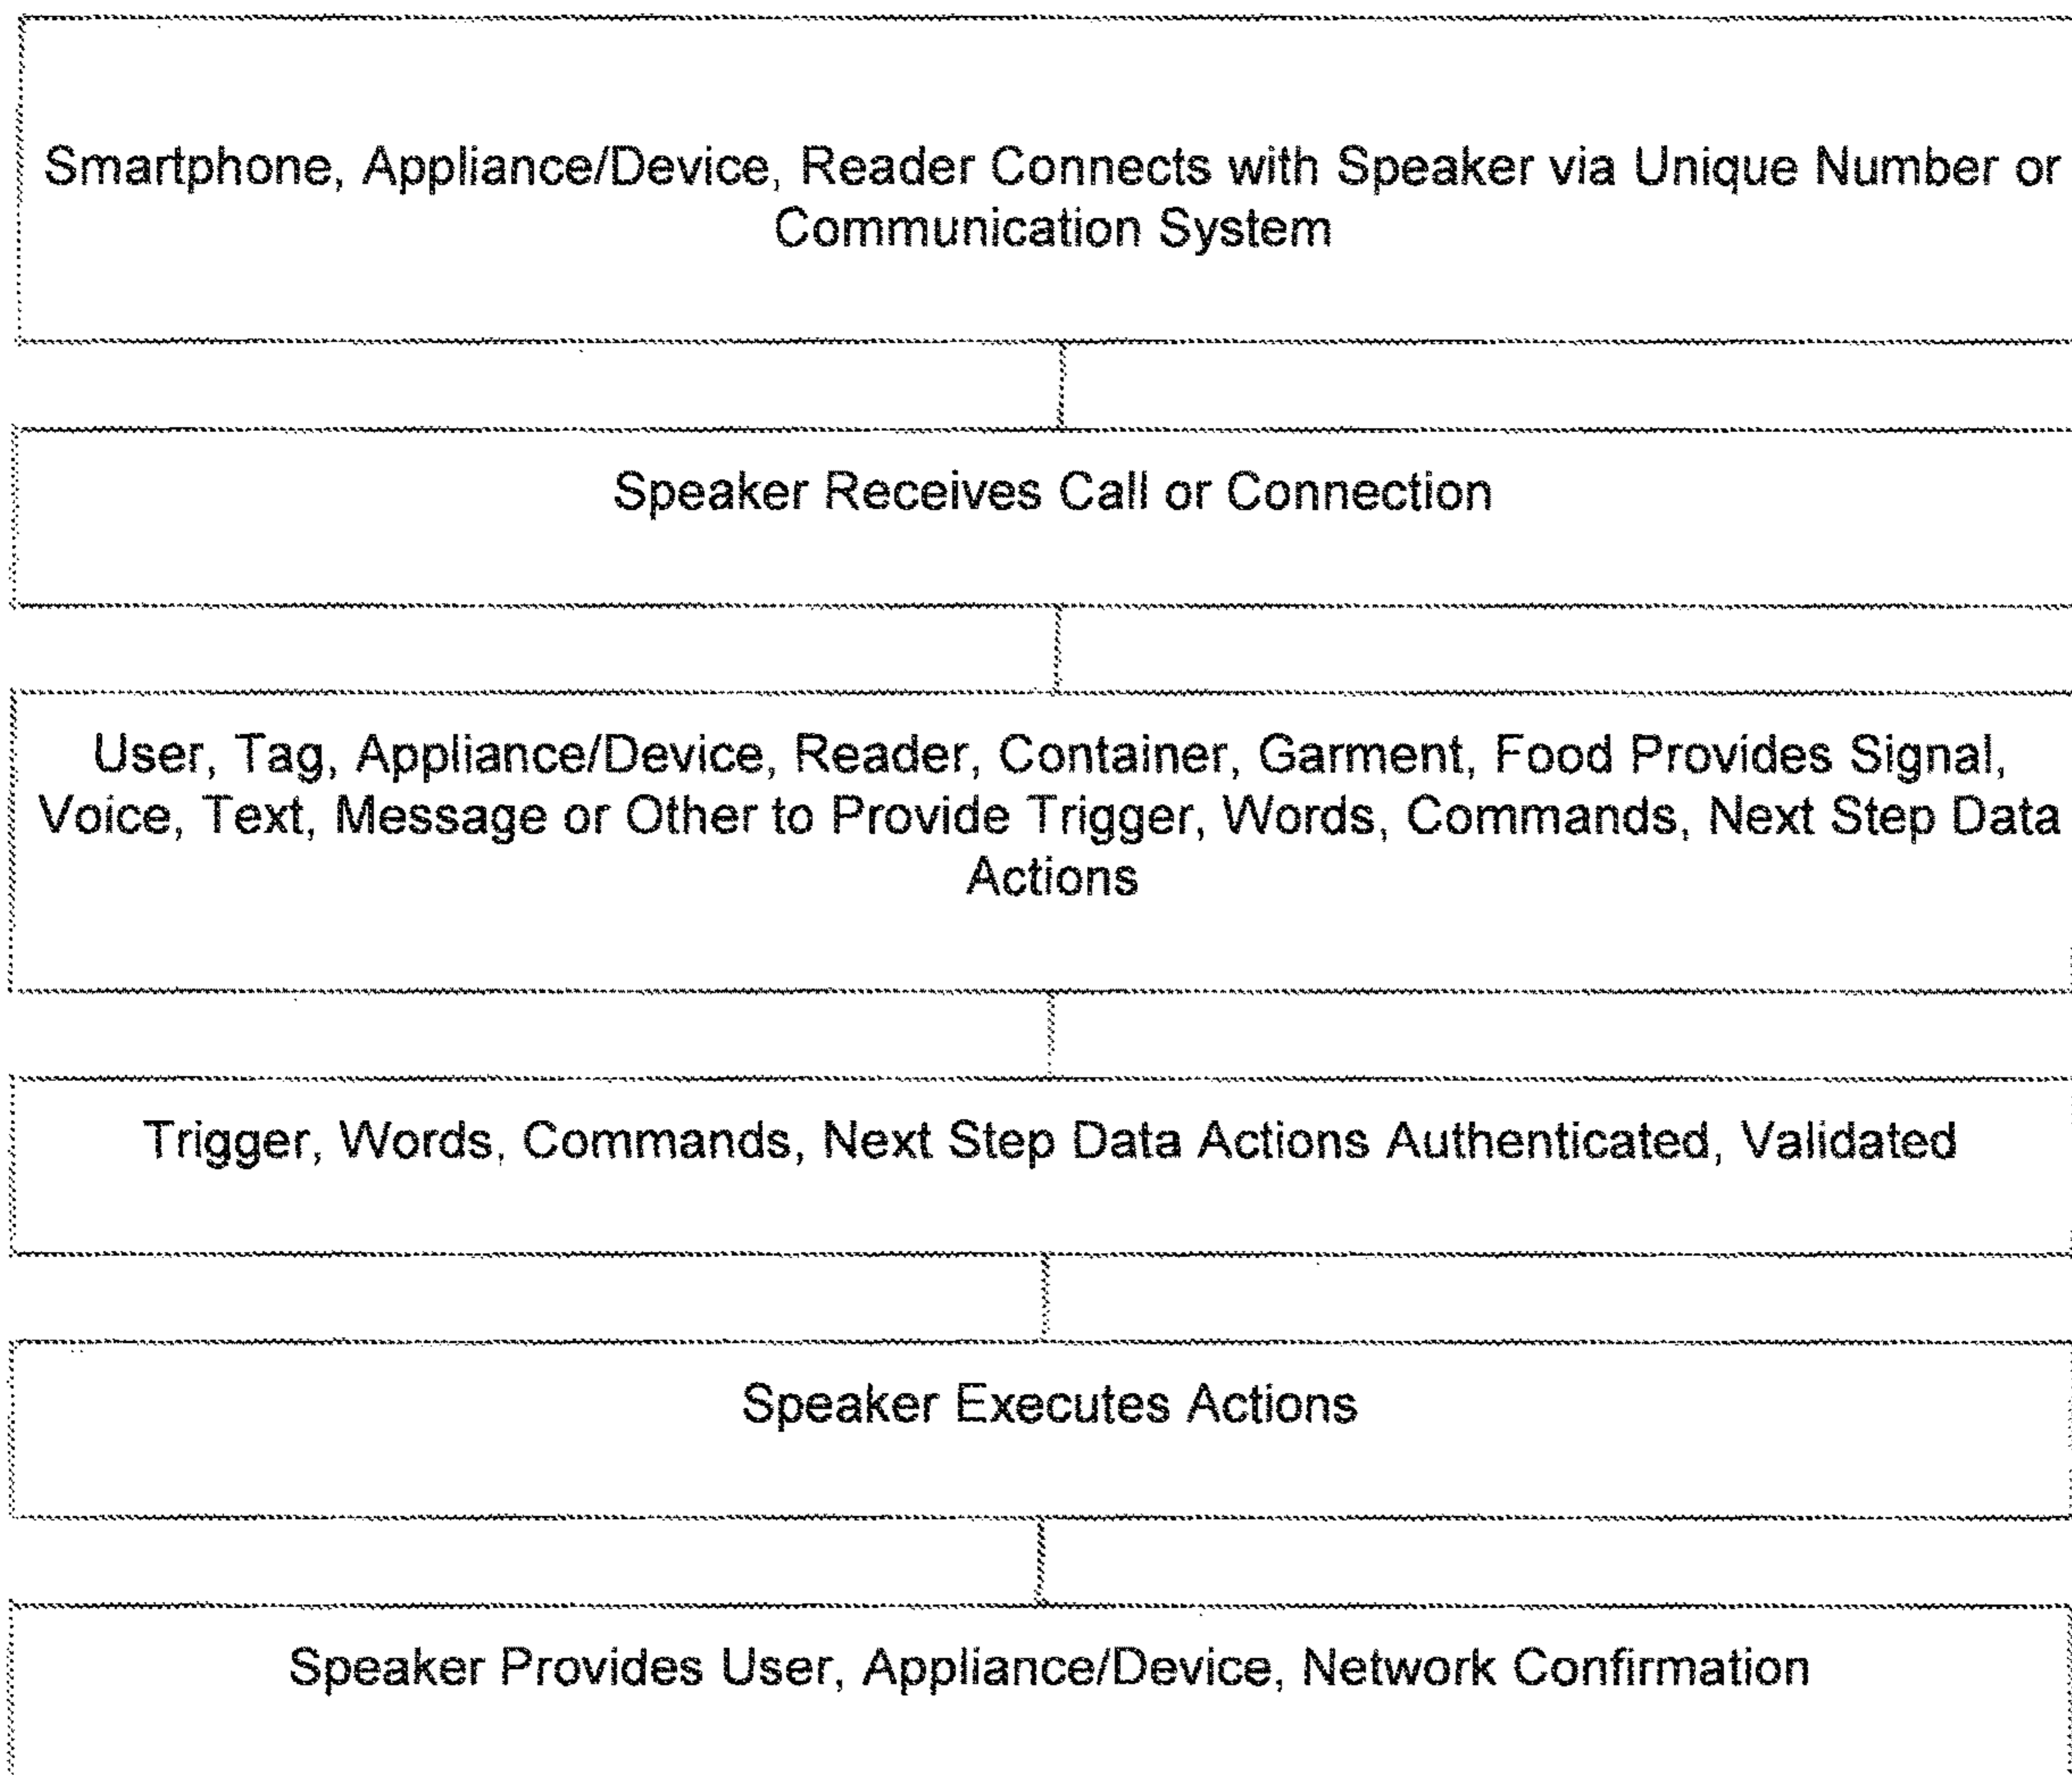 Smartphone, Appliance/Device, Reader Connects with Speaker via Unique Number or
Communication System
Speaker Receives Call or Connection
User, Tag, Appliance/Device, Reader, Container, Garment, Food Provides Signal,
Voice, Text, Message or Other to Provide Trigger, Words, Commands, Next Step Data
Actions
Trigger, Words, Commands, Next Step Data Actions Authenticated, Validated
Speaker Executes Actions
Speaker Provides User, Appliance/Device, Network Confirmation